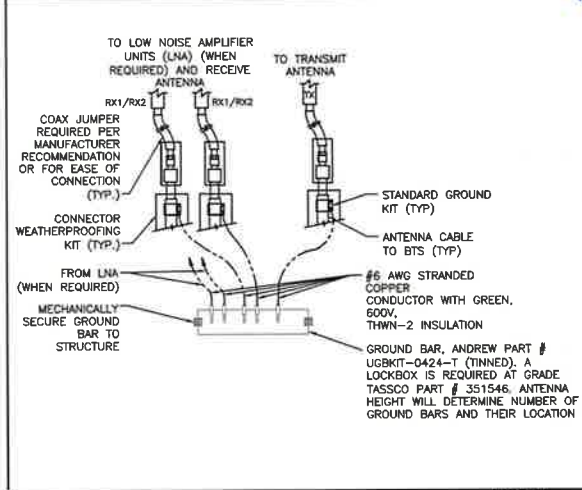 TO LOW NOISE AMPLIFIER
UNITS (LNA) (WHEN
REQUIRED) AND RECEIVE
ANTENNA
TO TRANSMIT
ANTENNA
RX1/RX2
RX1/RX2
TX
COAX JUMPER
REQUIRED PER
MANUFACTURER
RECOMMENDATION
OR FOR EASE OF
CONNECTION
(TYP.)
CONNECTOR
WEATHERPROOFING
KIT (TYP.)
FROM LNA
(WHEN REQUIRED)
MECHANICALLY
SECURE GROUND
BAR TO
STRUCTURE
STANDARD GROUND
KIT (TYP)
ANTENNA CABLE
TO BTS (TYP)
#6 AWG STRANDED
COPPER
CONDUCTOR WITH GREEN,
600V,
THWN-2 INSULATION
GROUND BAR, ANDREW PART #
UGBKIT-0424-T (TINNED). A
LOCKBOX IS REQUIRED AT GRADE
TASSCO PART # 351546. ANTENNA
HEIGHT WILL DETERMINE NUMBER OF
GROUND BARS AND THEIR LOCATION